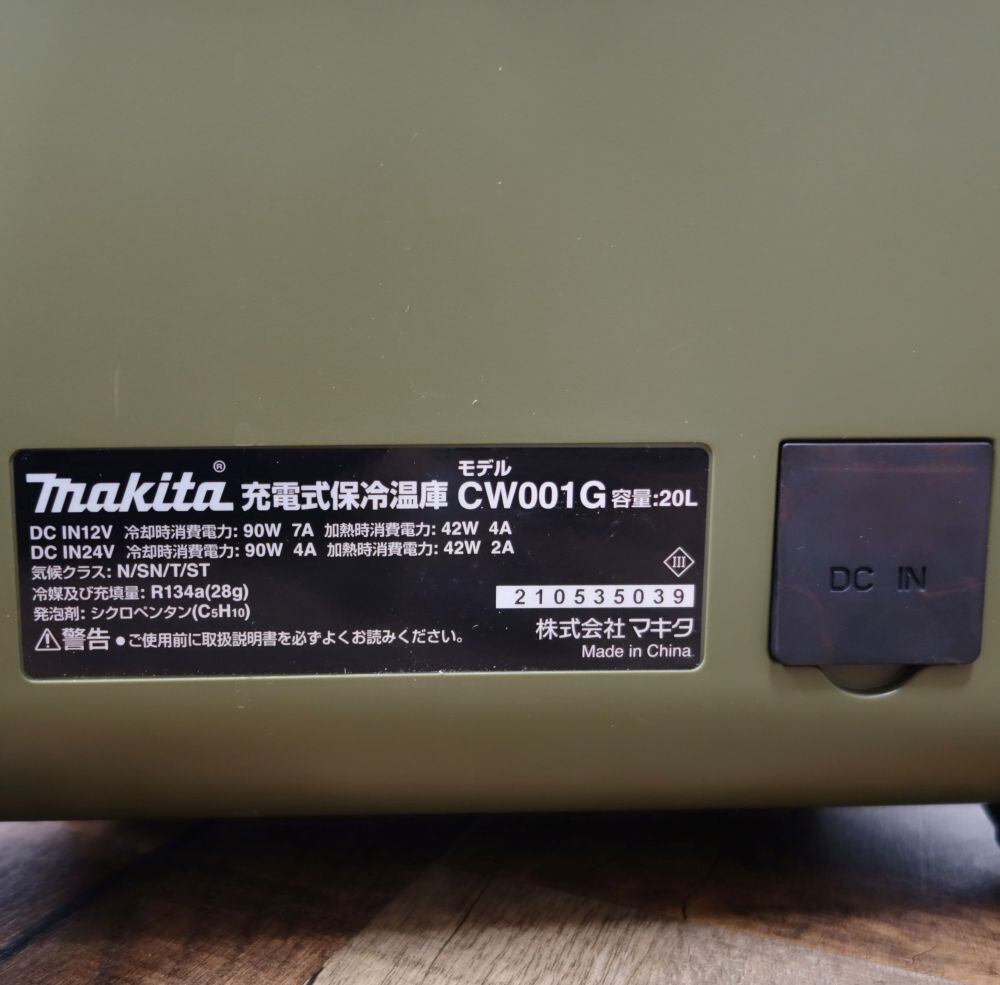 makita® 充電式保冷温庫 モデル CW001G 容量:20L
DC IN12V 冷却時消費電力: 90W 7A 加熱時消費電力: 42W 4A
DC IN24V 冷却時消費電力: 90W 4A 加熱時消費電力: 42W 2A
気候クラス: N/SN/T/ST
冷媒及び充填量: R134a(28g)
発泡剤: シクロペンタン(C5H10)
⚠警告 ●ご使用前に取扱説明書を必ずよくお読みください。
III
210535039
株式会社マキタ
Made in China
DC IN